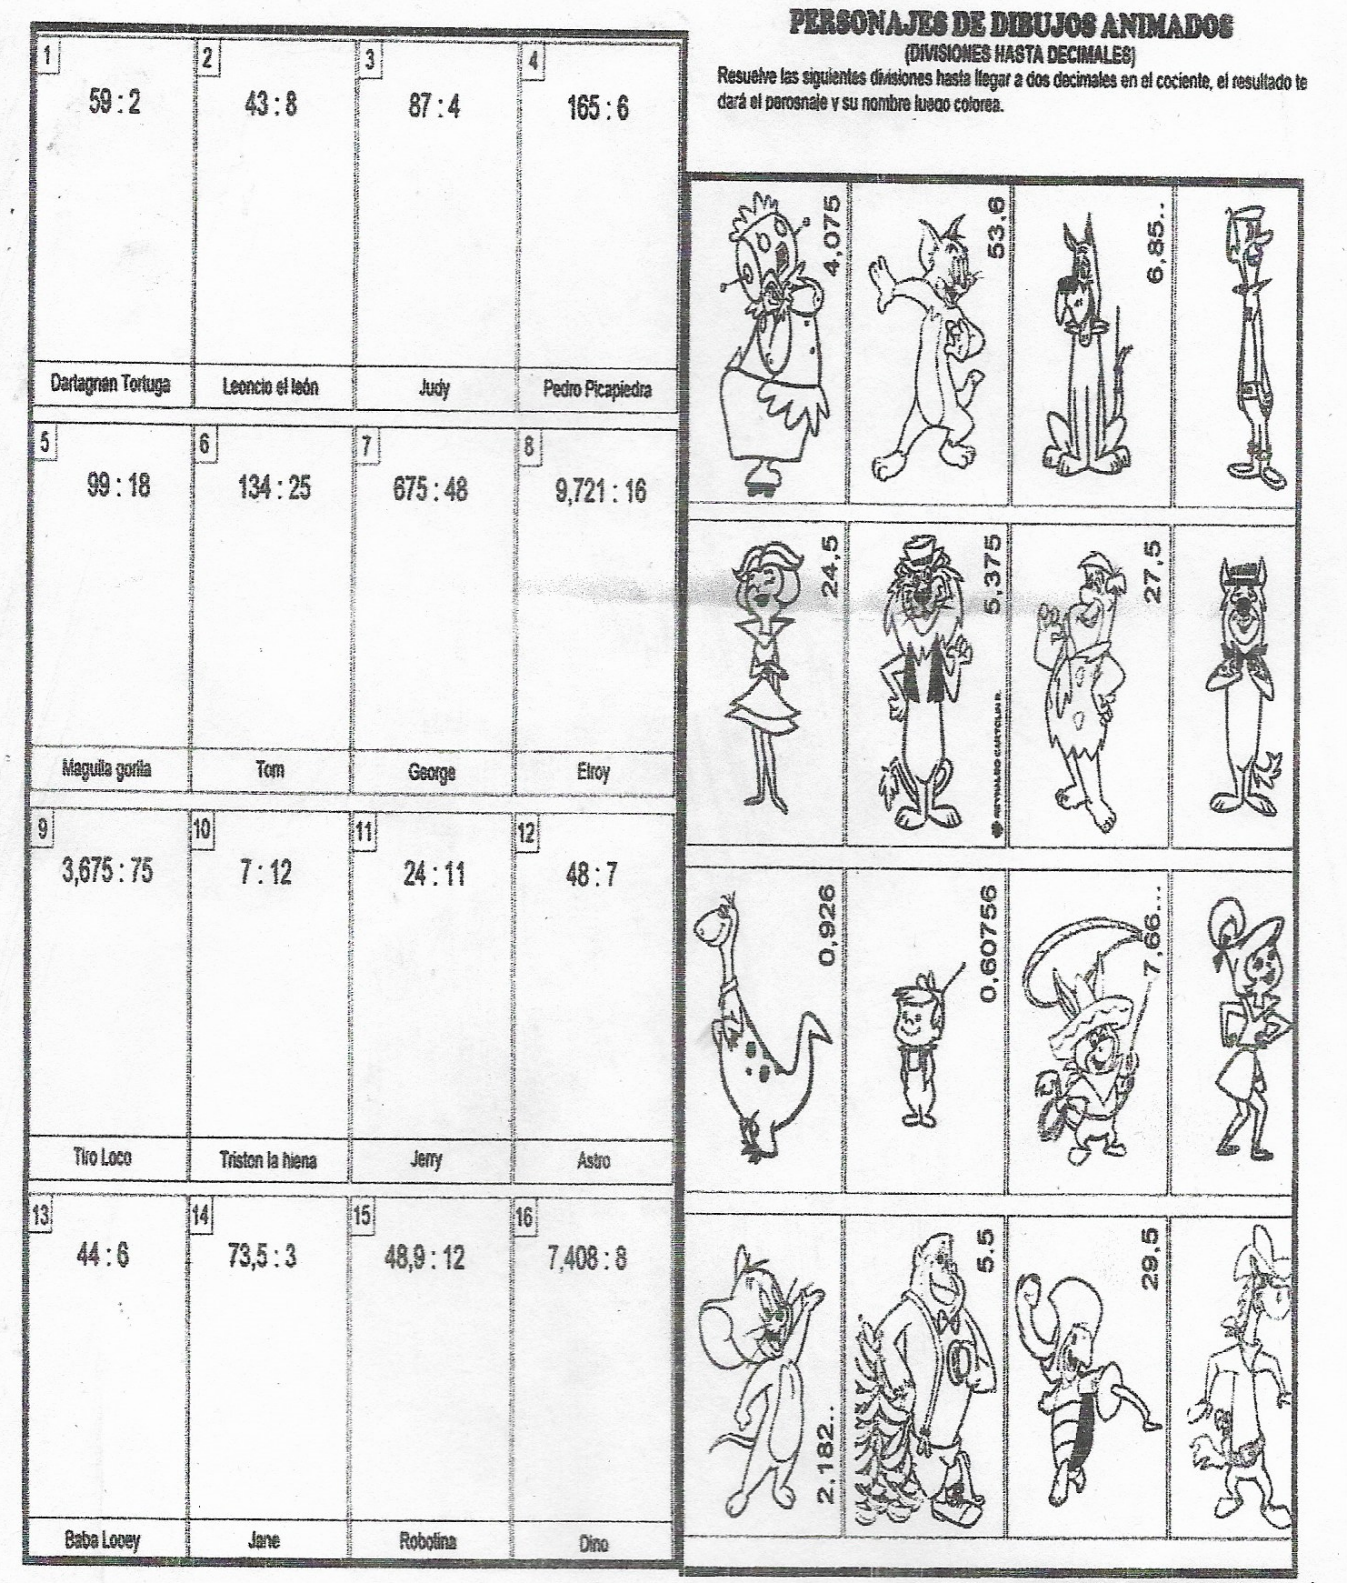 PERSONAJES DE DIBUJOS ANIMADOS
(DIVISIONES HASTA DECIMALES)
Resuelve las siguientes divisiones hasta llegar a dos decimales en el cociente, el resultado te
dará el perosnaje y su nombre luego colorea.
1 2 3 4
59 : 2 43 : 8 87 : 4 165 : 6
Dartagnan Tortuga Leoncio el león Judy Pedro Picapiedra
5 6 7 8
99 : 18 134 : 25 675 : 48 9,721 : 16
Maguila gorila Tom George Elroy
9 10 11 12
3,675 : 75 7 : 12 24 : 11 48 : 7
Tiro Loco Triston la hiena Jerry Astro
13 14 15 16
44 : 6 73,5 : 3 48,9 : 12 7,408 : 8
Baba Looey Jane Robotina Dino
4,075 53.6 6,85..
24,5 5,375 27,5
REYNALDO CARTOLIN R.
0,926 0,60756 7,66...
2,182.. 5.5 29,5